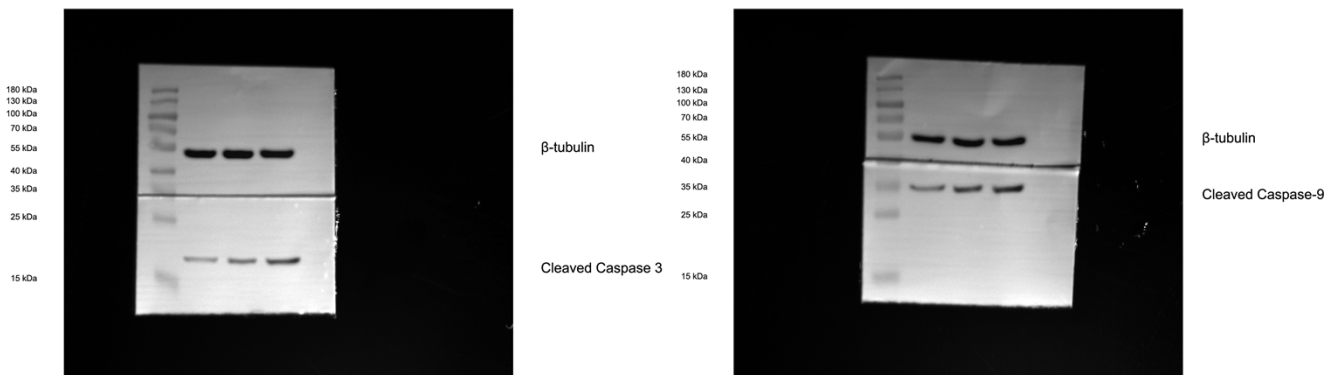 180 kDa
130 kDa
100 kDa
70 kDa
55 kDa
40 kDa
35 kDa
25 kDa
15 kDa
β-tubulin
Cleaved Caspase 3
180 kDa
130 kDa
100 kDa
70 kDa
55 kDa
40 kDa
35 kDa
25 kDa
15 kDa
β-tubulin
Cleaved Caspase-9